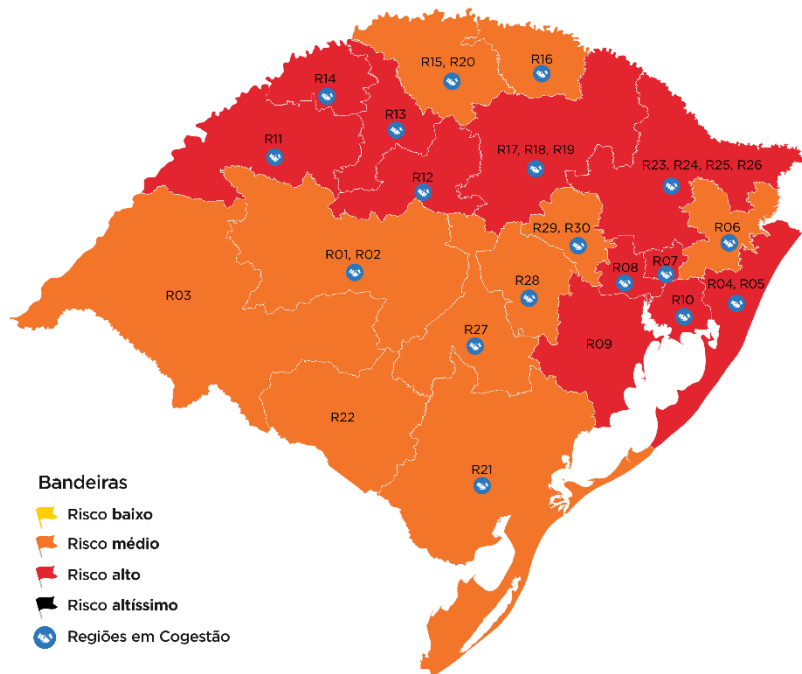 R15, R20
R16
R14
R13
R11
R17, R18, R19
R23, R24, R25, R26
R12
R29, R30
R06
R01, R02
R08
R07
R28
R10
R04, R05
R03
R27
R09
R22
R21
Bandeiras
Risco baixo
Risco médio
Risco alto
Risco altíssimo
Regiões em Cogestão